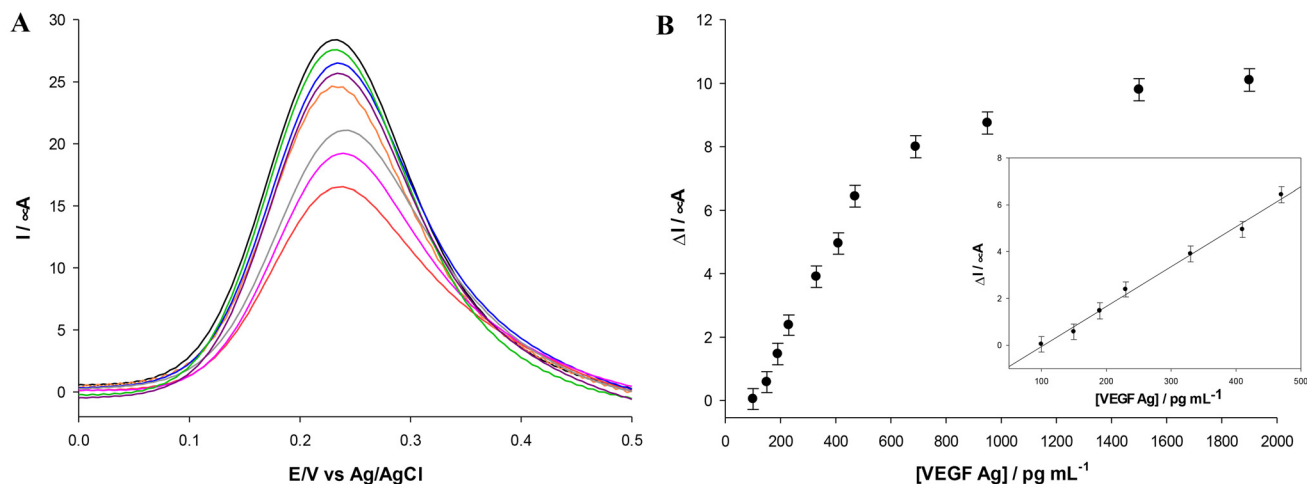 A
30
25
20
15
10
5
0
I / ∝A
0.0 0.1 0.2 0.3 0.4 0.5
E/V vs Ag/AgCl
B
12
10
8
6
4
2
0
ΔI / ∝A
0 200 400 600 800 1000 1200 1400 1600 1800 2000
[VEGF Ag] / pg mL⁻¹
8
6
4
2
0
ΔI / ∝A
100 200 300 400 500
[VEGF Ag] / pg mL⁻¹